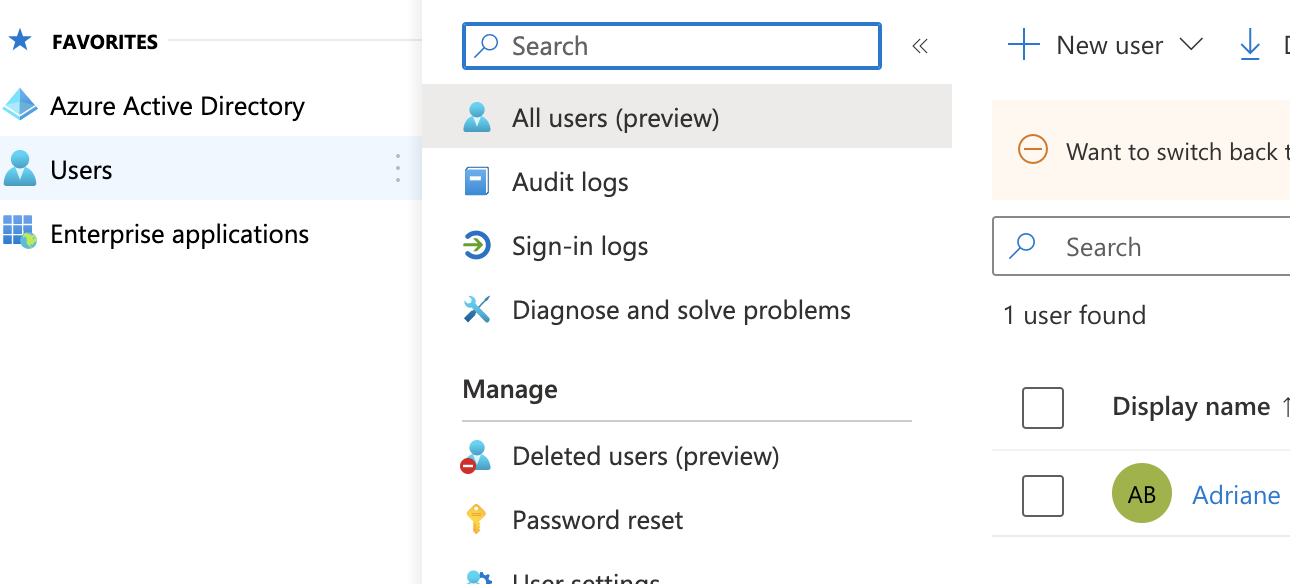 FAVORITES
Azure Active Directory
Users
Enterprise applications
Search
All users (preview)
Audit logs
Sign-in logs
Diagnose and solve problems
Manage
Deleted users (preview)
Password reset
User settings
New user
Want to switch back
Search
1 user found
Display name
AB Adriane